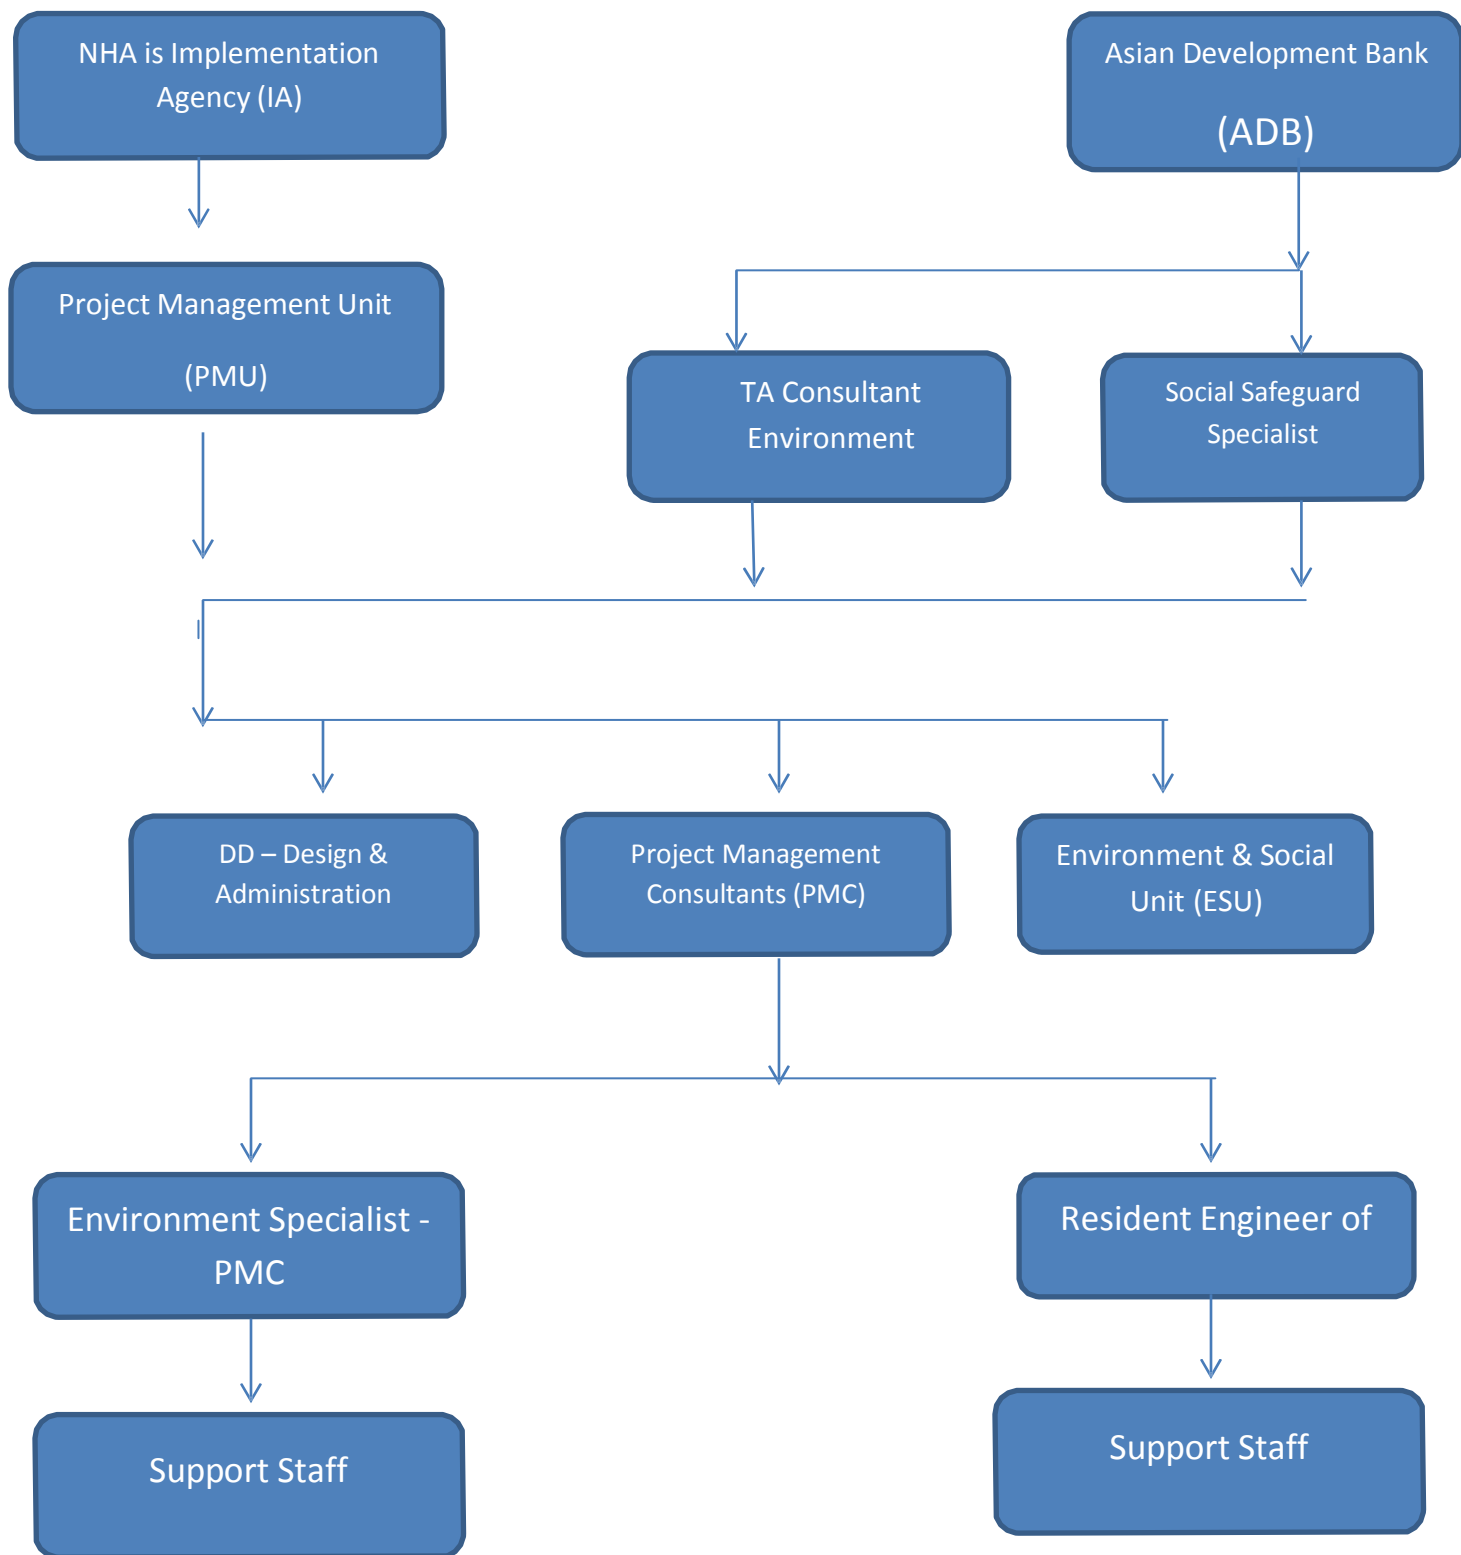 NHA is Implementation
Agency (IA)
Asian Development Bank
(ADB)
Project Management Unit
(PMU)
TA Consultant
Environment
Social Safeguard
Specialist
DD – Design &
Administration
Project Management
Consultants (PMC)
Environment & Social
Unit (ESU)
Environment Specialist -
PMC
Resident Engineer of
Support Staff
Support Staff